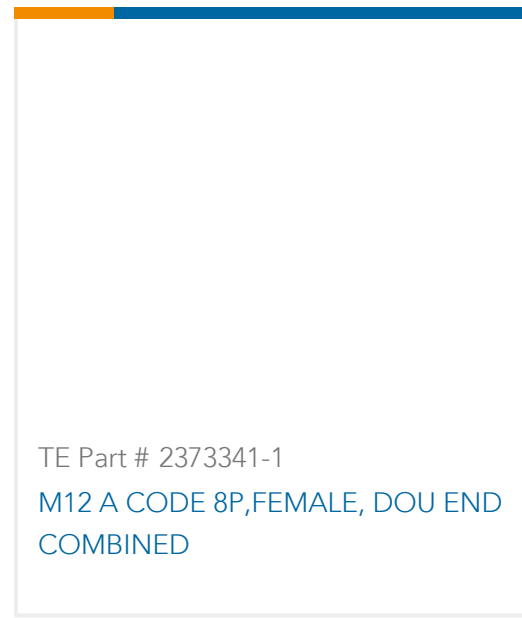 TE Part # 2373341-1
M12 A CODE 8P,FEMALE, DOU END
COMBINED